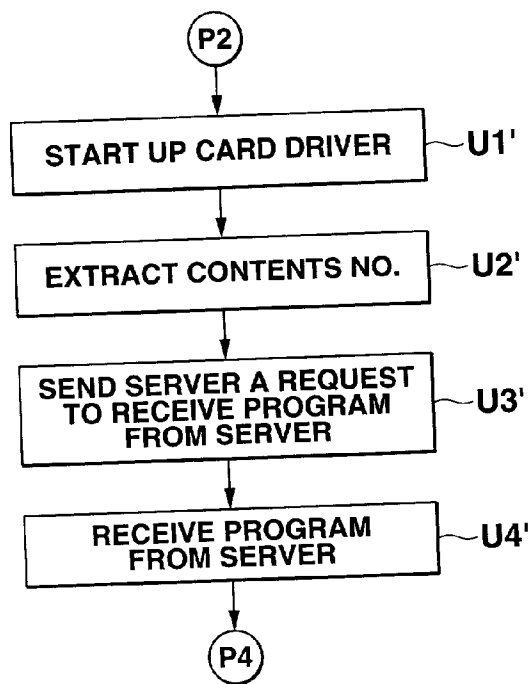 P2
START UP CARD DRIVER
U1'
EXTRACT CONTENTS NO.
U2'
SEND SERVER A REQUEST
TO RECEIVE PROGRAM
FROM SERVER
U3'
RECEIVE PROGRAM
FROM SERVER
U4'
P4